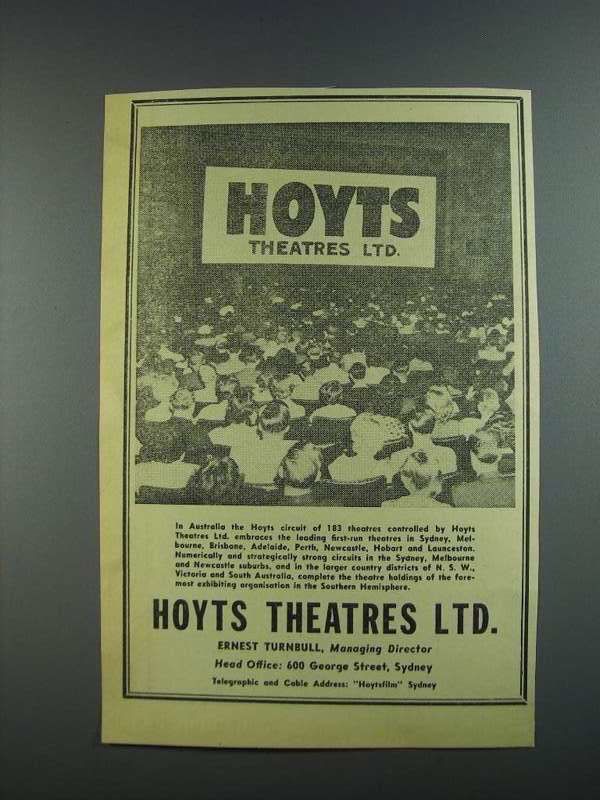 HOYTS
THEATRES LTD.
In Australia the Hoyts circuit of 183 theatres controlled by Hoyts
Theatres Ltd. embraces the leading first-run theatres in Sydney, Mel-
bourne, Brisbane, Adelaide, Perth, Newcastle, Hobart and Launceston.
Numerically and strategically strong circuits in the Sydney, Melbourne
and Newcastle suburbs, and in the larger country districts of N. S. W.,
Victoria and South Australia, complete the theatre holdings of the fore-
most exhibiting organisation in the Southern Hemisphere.
HOYTS THEATRES LTD.
ERNEST TURNBULL, Managing Director
Head Office: 600 George Street, Sydney
Telegraphic and Cable Address: "Hoytsfilm" Sydney